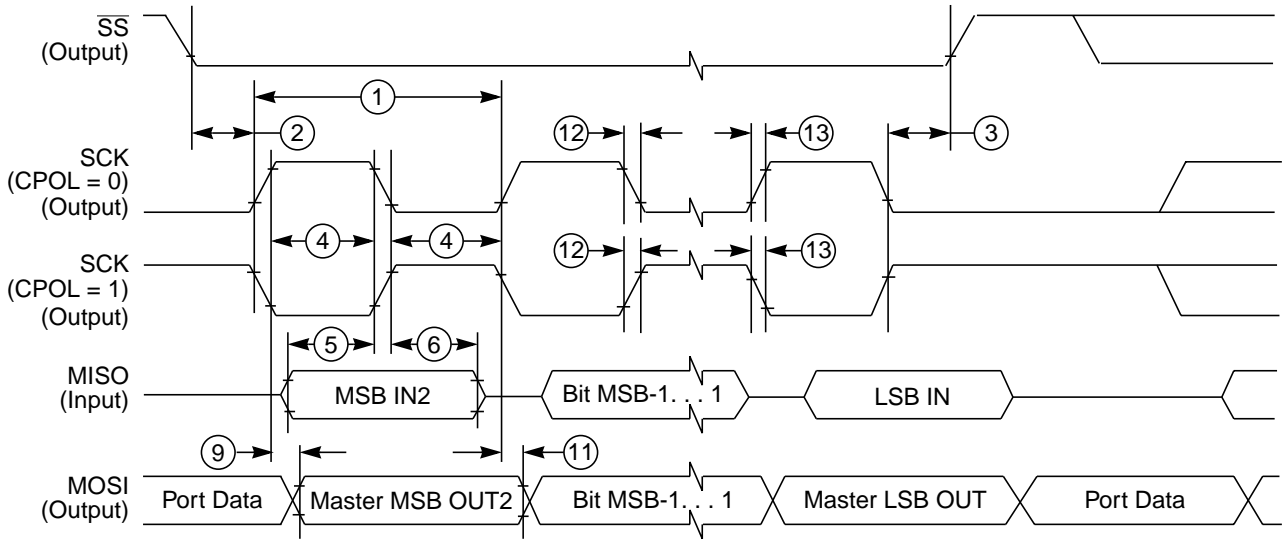 SS
(Output)
1
2
12
13
3
SCK
(CPOL = 0)
(Output)
4
4
12
13
SCK
(CPOL = 1)
(Output)
5
6
MISO
(Input)
MSB IN2
Bit MSB-1. . . 1
LSB IN
9
11
MOSI
(Output)
Port Data
Master MSB OUT2
Bit MSB-1. . . 1
Master LSB OUT
Port Data